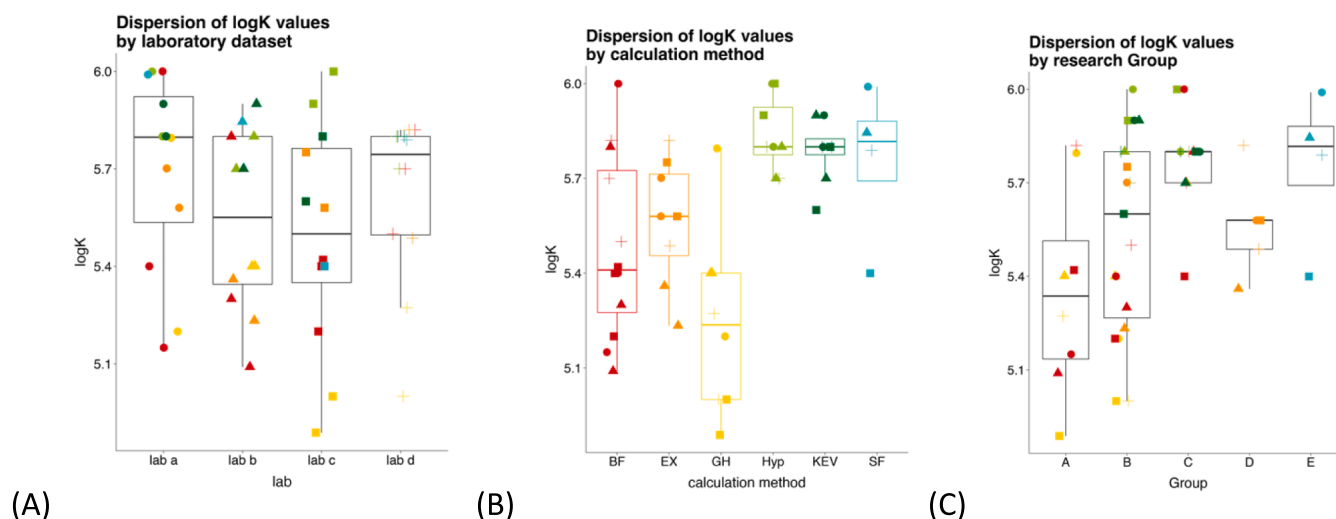 Dispersion of logK values
by laboratory dataset
6.0
5.7
5.4
5.1
logK
lab a lab b lab c lab d
lab
(A)
Dispersion of logK values
by calculation method
6.0
5.7
5.4
5.1
logK
BF EX GH Hyp KEV SF
calculation method
(B)
Dispersion of logK values
by research Group
6.0
5.7
5.4
5.1
logK
A B C D E
Group
(C)